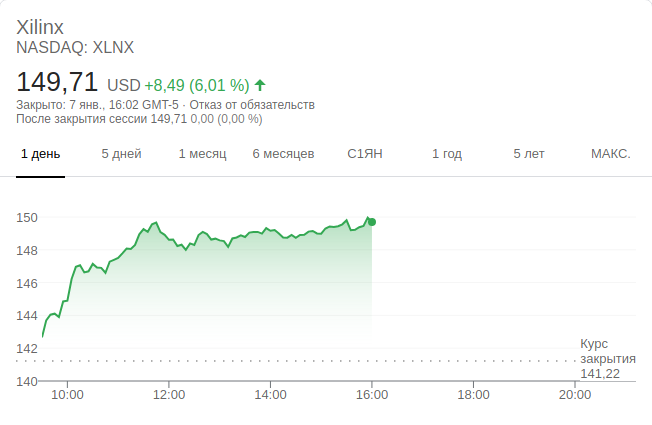 Xilinx
NASDAQ: XLNX
149,71 USD +8,49 (6,01 %)
Закрыто: 7 янв., 16:02 GMT-5 · Отказ от обязательств
После закрытия сессии 149,71 0,00 (0,00 %)
1 день 5 дней 1 месяц 6 месяцев С1ЯН 1 год 5 лет МАКС.
150
148
146
144
142
140
Курс
закрытия
141,22
10:00 12:00 14:00 16:00 18:00 20:00